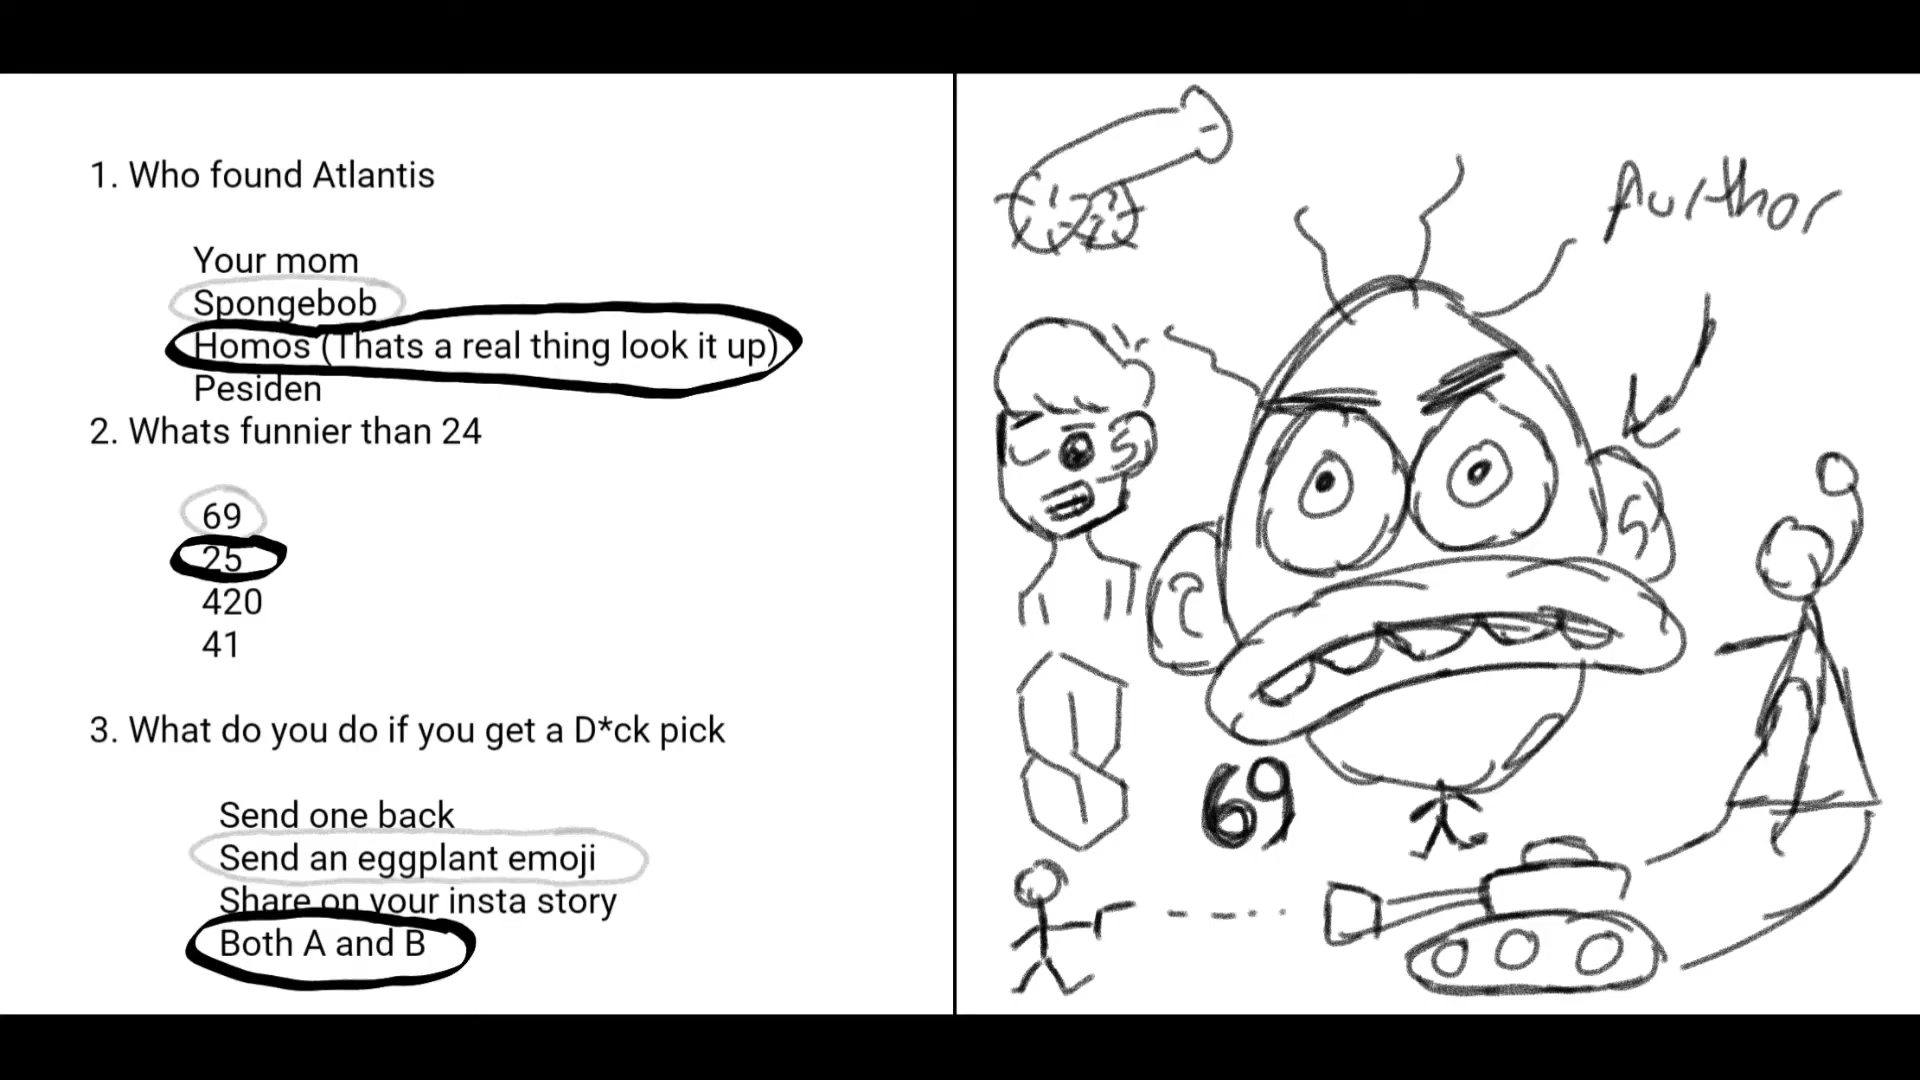 1. Who found Atlantis
Your mom
Spongebob
Homos (Thats a real thing look it up)
Pesiden
2. Whats funnier than 24
69
25
420
41
3. What do you do if you get a D*ck pick
Send one back
Send an eggplant emoji
Share on your insta story
Both A and B
Aurthor
69